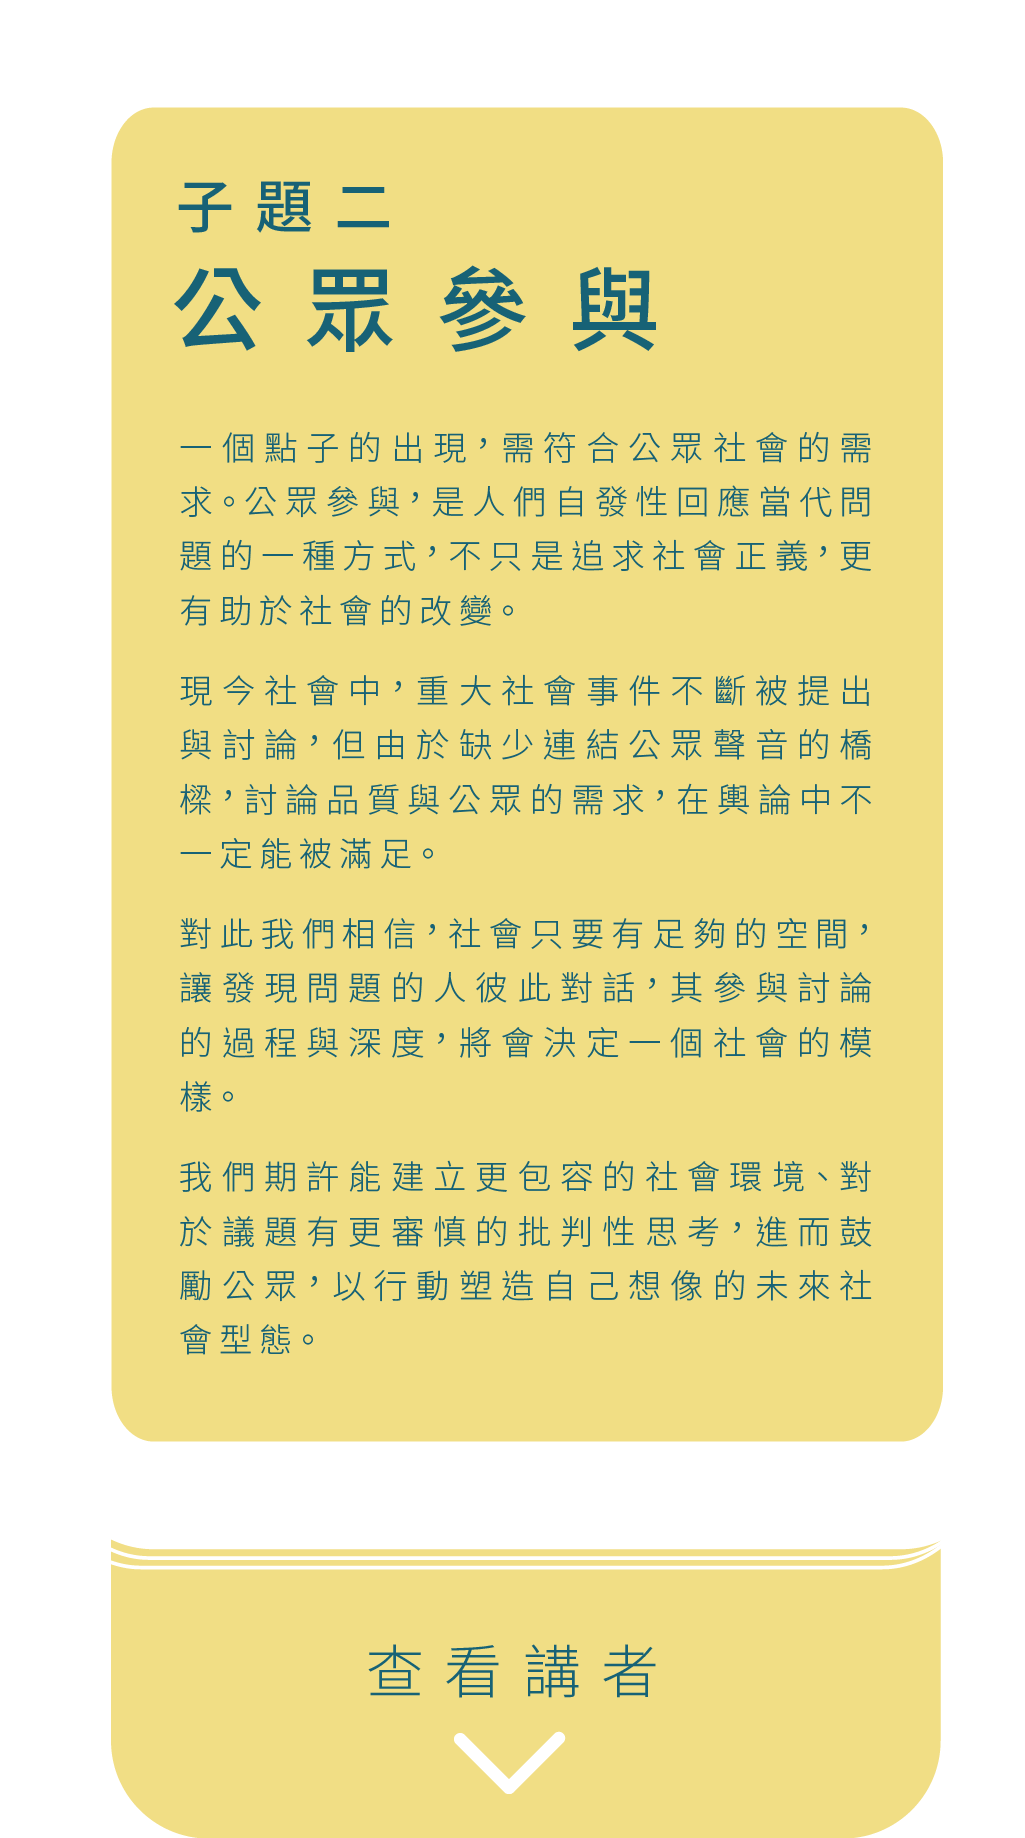 子題二
公眾參與
一個點子的出現，需符合公眾社會的需
求。公眾參與，是人們自發性回應當代問
題的一種方式，不只是追求社會正義，更
有助於社會的改變。
現今社會中，重大社會事件不斷被提出
與討論，但由於缺少連結公眾聲音的橋
樑，討論品質與公眾的需求，在輿論中不
一定能被滿足。
對此我們相信，社會只要有足夠的空間，
讓發現問題的人彼此對話，其參與討論
的過程與深度，將會決定一個社會的模
樣。
我們期許能建立更包容的社會環境、對
於議題有更審慎的批判性思考，進而鼓
勵公眾，以行動塑造自己想像的未來社
會型態。
查看講者